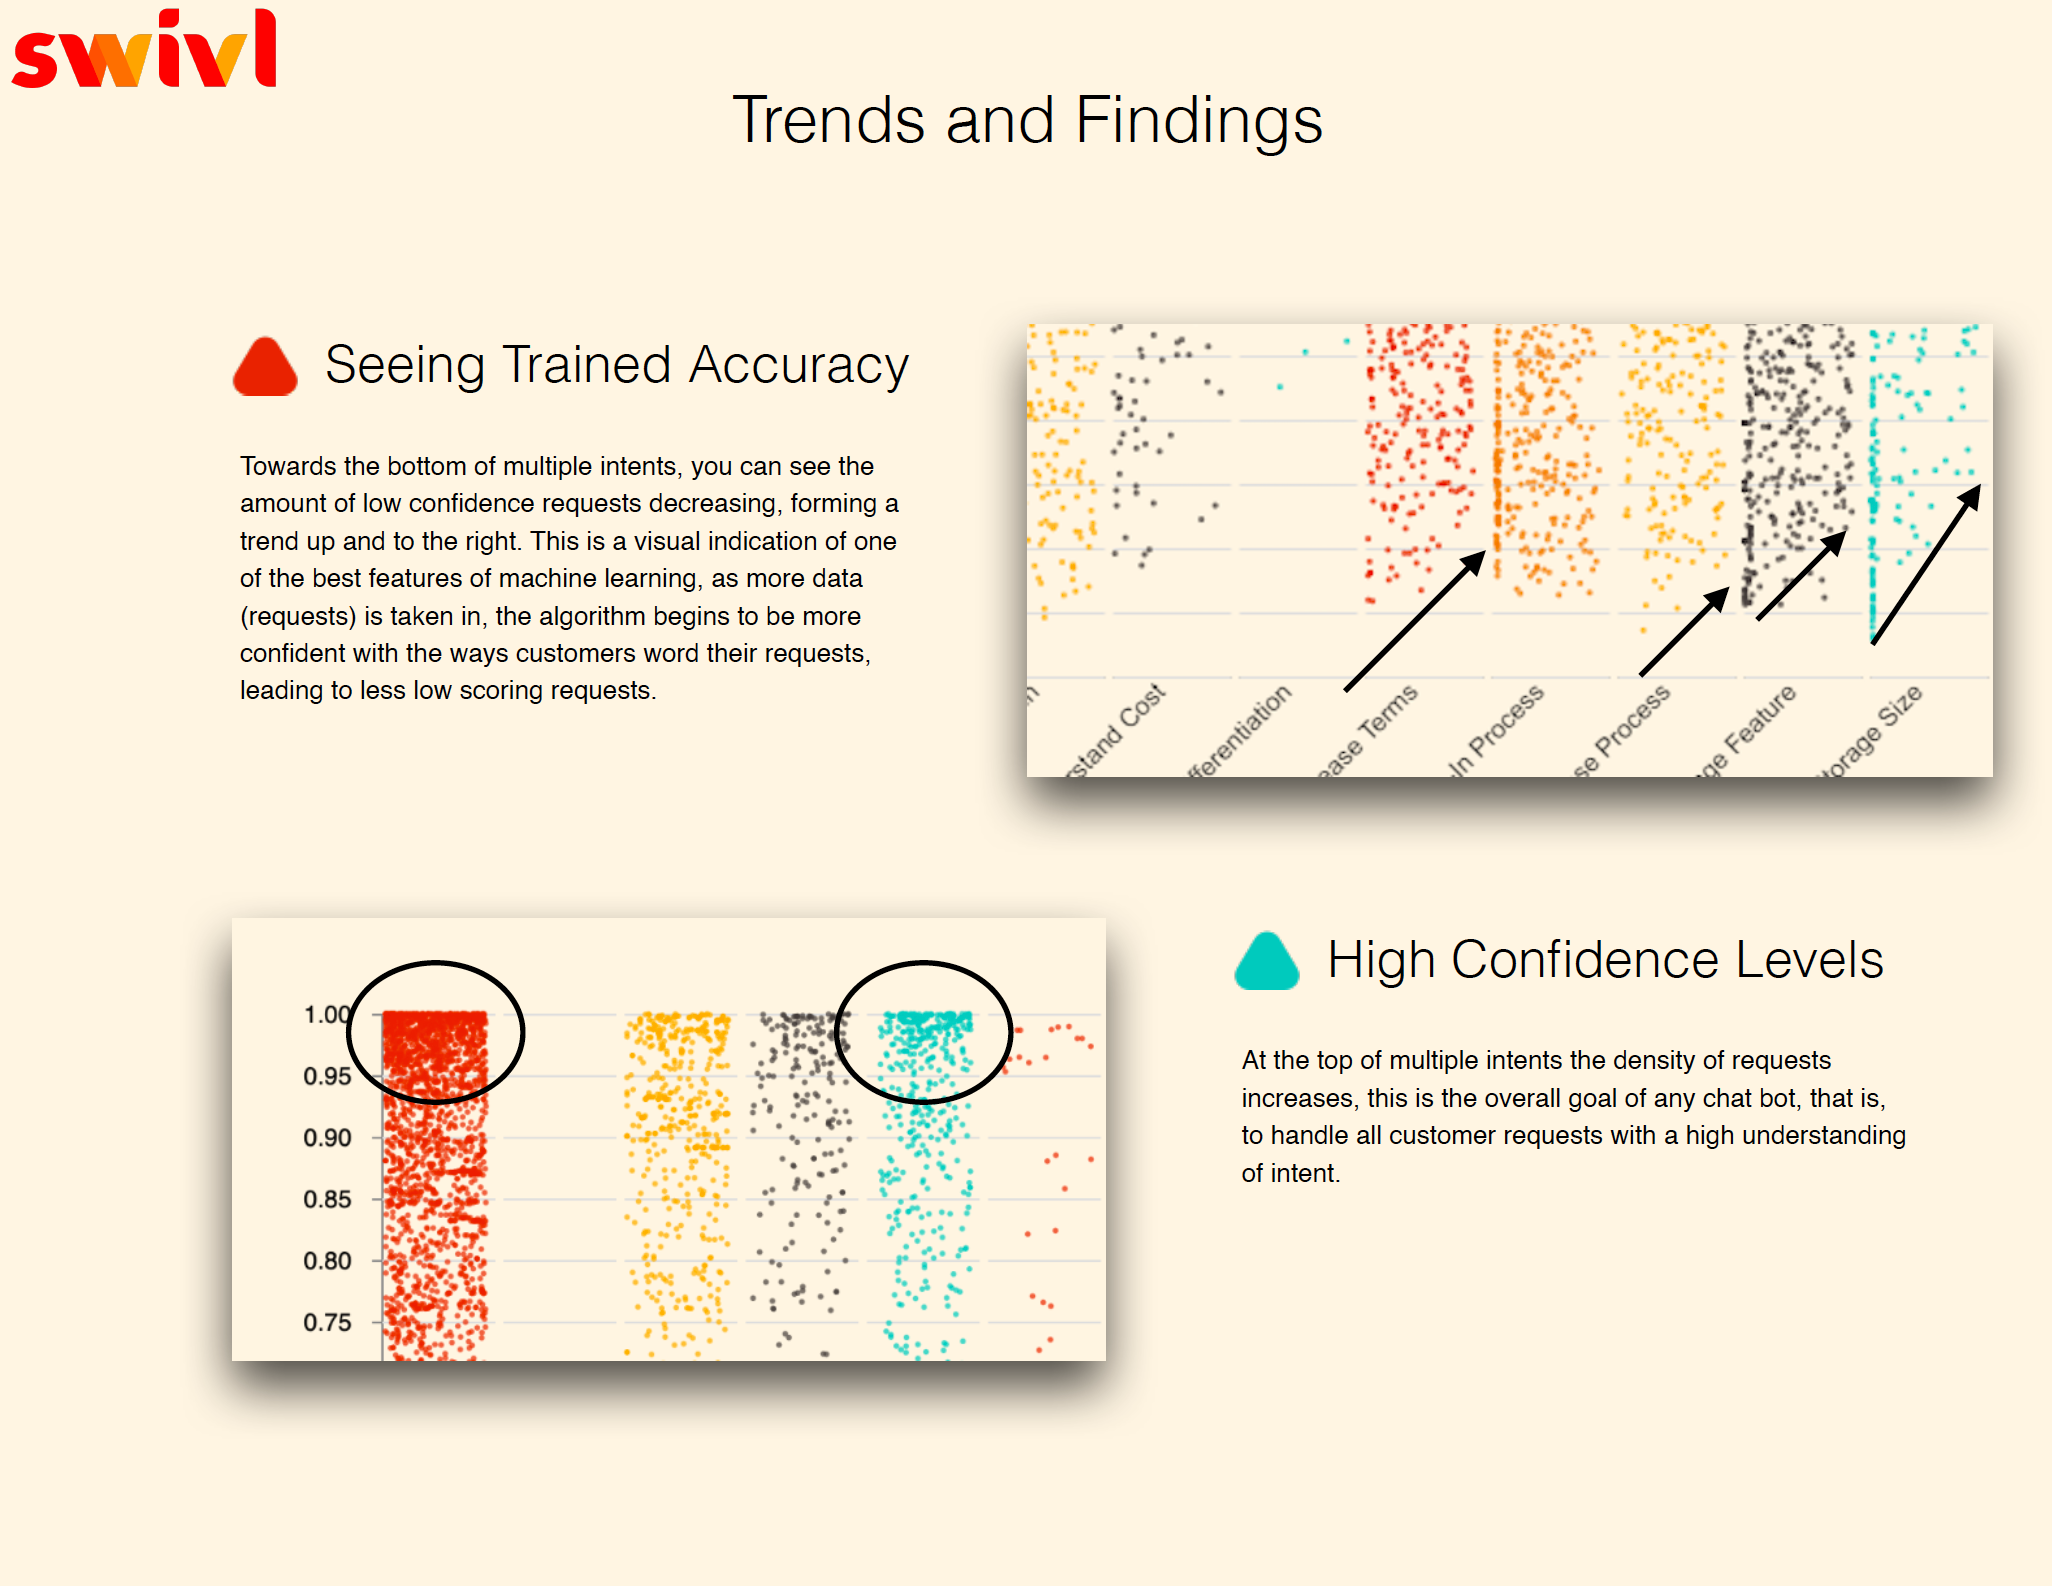 swivl
Trends and Findings
Seeing Trained Accuracy
Towards the bottom of multiple intents, you can see the
amount of low confidence requests decreasing, forming a
trend up and to the right. This is a visual indication of one
of the best features of machine learning, as more data
(requests) is taken in, the algorithm begins to be more
confident with the ways customers word their requests,
leading to less low scoring requests.
rstand Cost
fferentiation
ease Terms
In Process
se Process
ge Feature
torage Size
1.00
0.95
0.90
0.85
0.80
0.75
High Confidence Levels
At the top of multiple intents the density of requests
increases, this is the overall goal of any chat bot, that is,
to handle all customer requests with a high understanding
of intent.